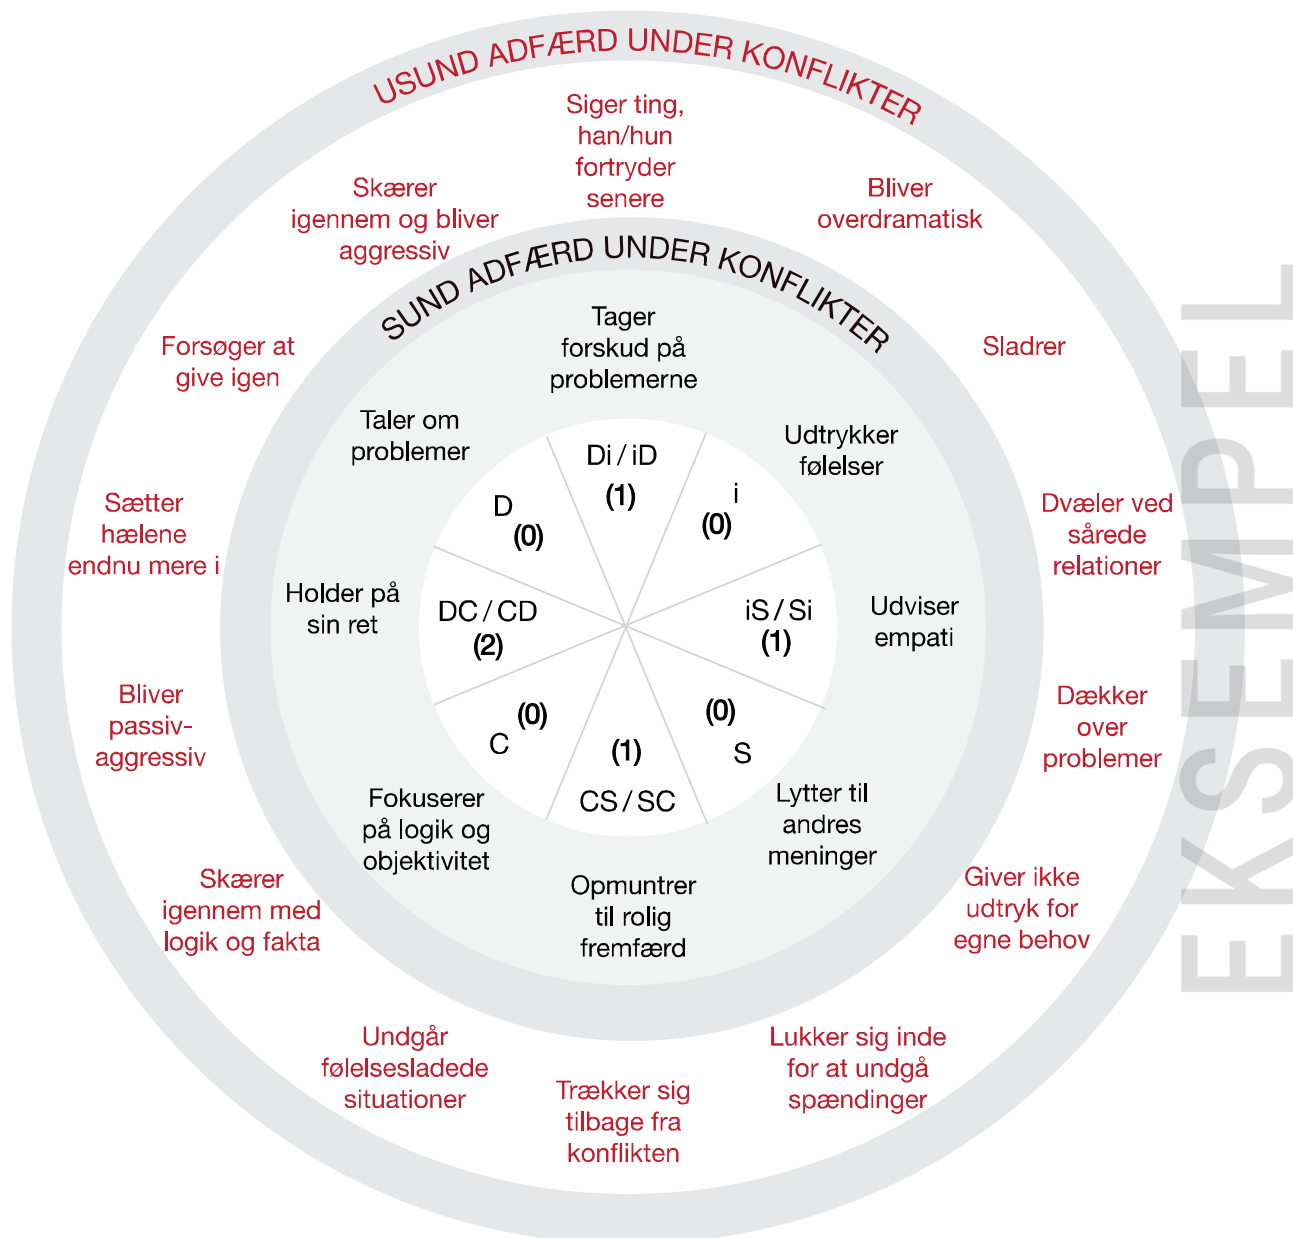 USUND ADFÆRD UNDER KONFLIKTER
Siger ting,
han/hun
fortryder
senere
Bliver
overdramatisk
Sladrer
Dvæler ved
sårede
relationer
Dækker
over
problemer
Giver ikke
udtryk for
egne behov
Lukker sig inde
for at undgå
spændinger
Trækker sig
tilbage fra
konflikten
Undgår
følelsesladede
situationer
Skærer
igennem med
logik og fakta
Bliver
passiv-
aggressiv
Sætter
hælene
endnu mere i
Forsøger at
give igen
Skærer
igennem og bliver
aggressiv
SUND ADFÆRD UNDER KONFLIKTER
Tager
forskud på
problemerne
Udtrykker
følelser
Udviser
empati
Lytter til
andres
meninger
Opmuntrer
til rolig
fremfærd
Fokuserer
på logik og
objektivitet
Holder på
sin ret
Taler om
problemer
Di / iD
(1)
i
(0)
iS / Si
(1)
(0)
S
(1)
CS / SC
(0)
C
DC / CD
(2)
D
(0)
EKSEMPEL